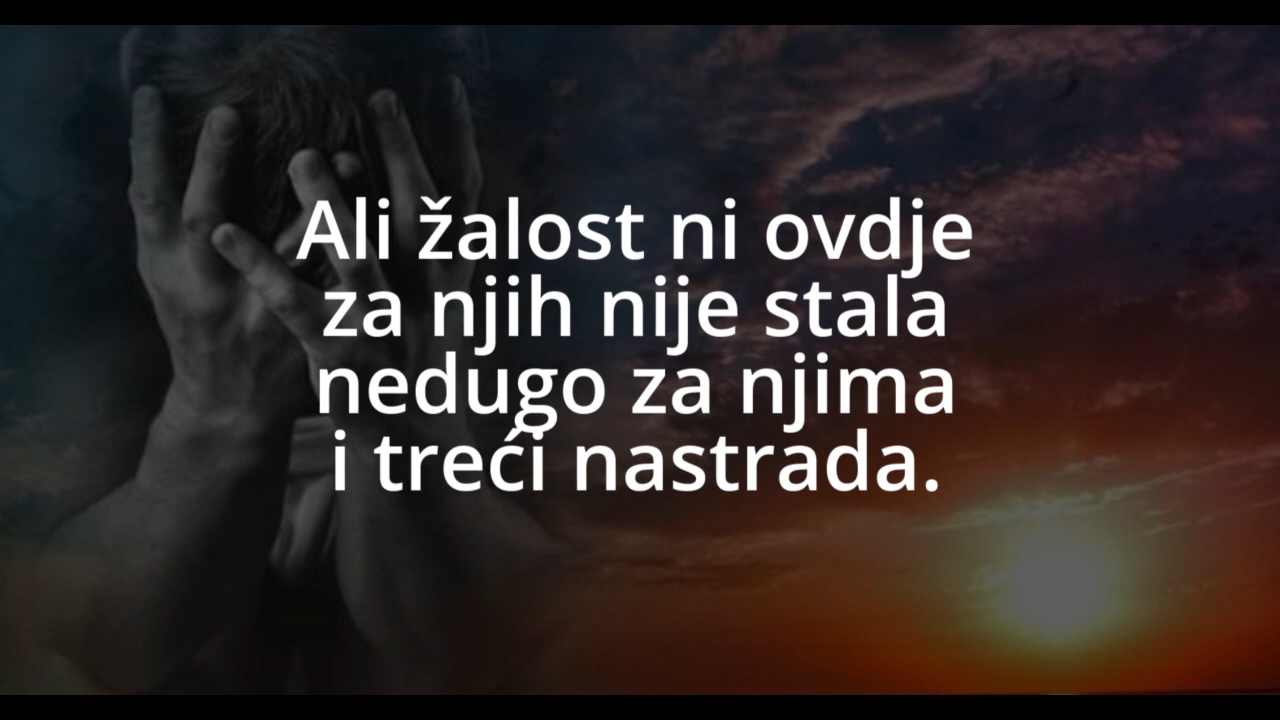 Ali žalost ni ovdje
za njih nije stala
nedugo za njima
i treći nastrada.